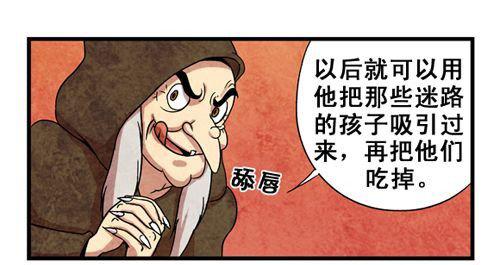 以后就可以用
他把那些迷路
的孩子吸引过
来，再把他们
吃掉。
舔唇